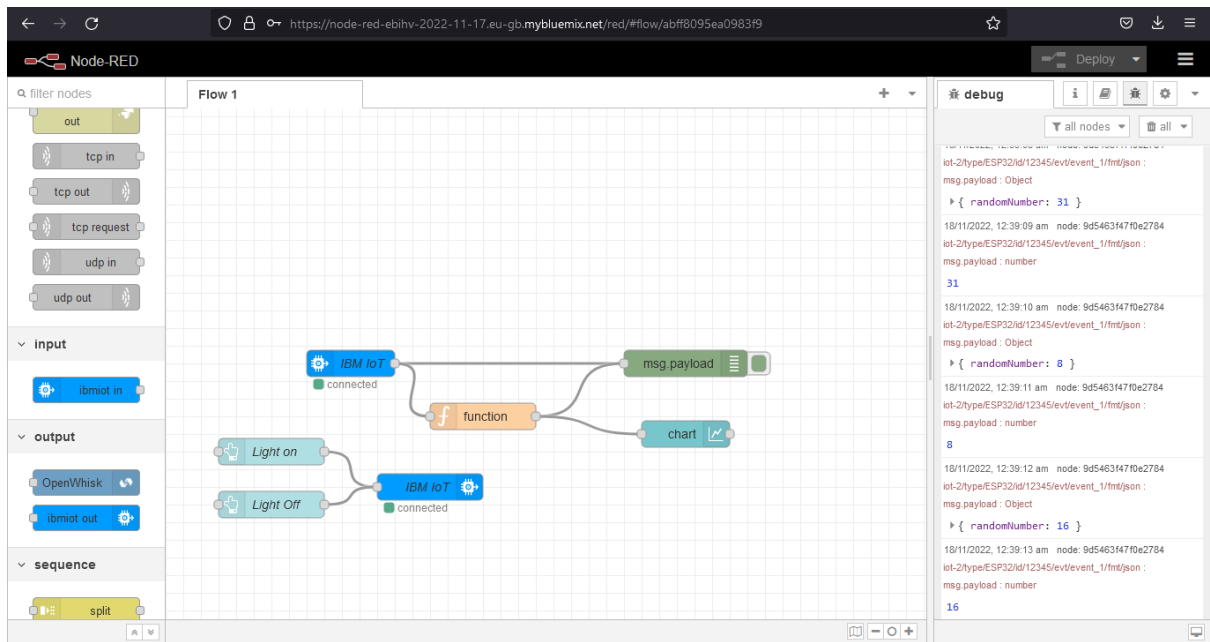 https://node-red-ebihv-2022-11-17.eu-gb.mybluemix.net/red/#flow/abff8095ea0983f9
Node-RED
Deploy
filter nodes
out
tcp in
tcp out
tcp request
udp in
udp out
input
ibmiot in
output
OpenWhisk
ibmiot out
sequence
split
Flow 1
IBM IoT
connected
msg.payload
function
chart
Light on
Light Off
IBM IoT
connected
debug
i
all nodes
all
iot-2/type/ESP32/id/12345/evt/event_1/fmt/json :
msg.payload : Object
{ randomNumber: 31 }
18/11/2022, 12:39:09 am node: 9d5463f47f0e2784
iot-2/type/ESP32/id/12345/evt/event_1/fmt/json :
msg.payload : number
31
18/11/2022, 12:39:10 am node: 9d5463f47f0e2784
iot-2/type/ESP32/id/12345/evt/event_1/fmt/json :
msg.payload : Object
{ randomNumber: 8 }
18/11/2022, 12:39:11 am node: 9d5463f47f0e2784
iot-2/type/ESP32/id/12345/evt/event_1/fmt/json :
msg.payload : number
8
18/11/2022, 12:39:12 am node: 9d5463f47f0e2784
iot-2/type/ESP32/id/12345/evt/event_1/fmt/json :
msg.payload : Object
{ randomNumber: 16 }
18/11/2022, 12:39:13 am node: 9d5463f47f0e2784
iot-2/type/ESP32/id/12345/evt/event_1/fmt/json :
msg.payload : number
16